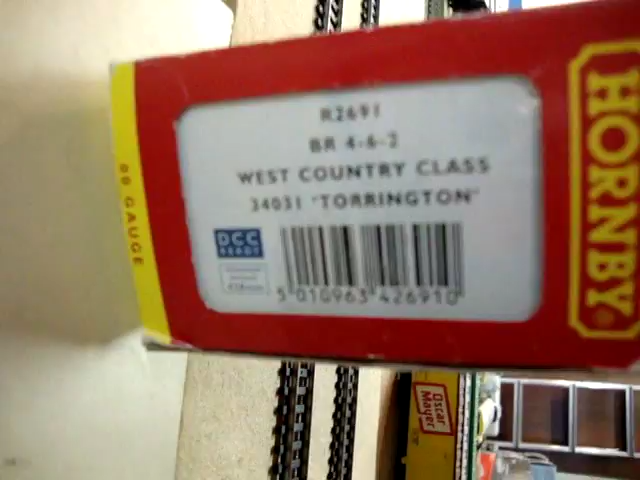 R2691
BR 4-6-2
WEST COUNTRY CLASS
34031 "TORRINGTON"
DCC
READY
5 010963 426910
00 GAUGE
HORNBY
Oscar
Mayer